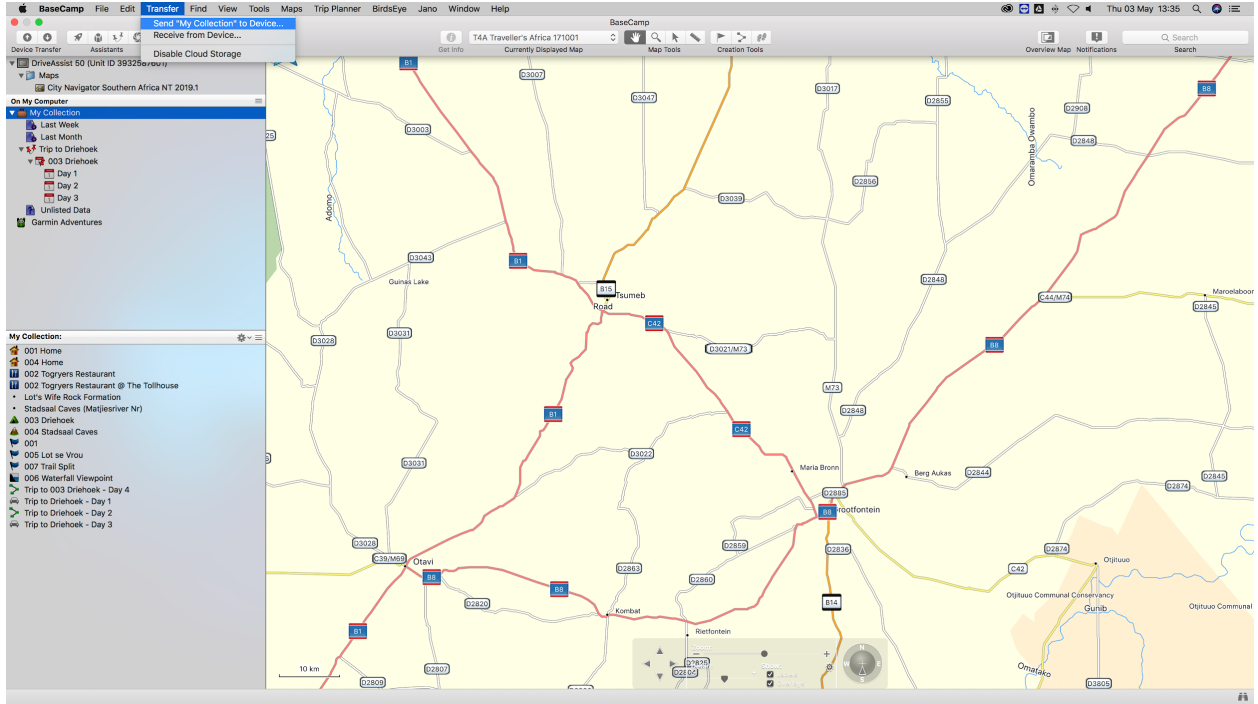 BaseCamp File Edit Transfer Find View Tools Maps Trip Planner BirdsEye Jano Window Help
Thu 03 May 13:35
Send "My Collection" to Device...
Receive from Device...
Disable Cloud Storage
BaseCamp
T4A Traveller's Africa 171001
Search
Device Transfer Assistants Get Info Currently Displayed Map Map Tools Creation Tools Overview Map Notifications Search
DriveAssist 50 (Unit ID 3932567601)
Maps
City Navigator Southern Africa NT 2019.1
On My Computer
My Collection
Last Week
Last Month
Trip to Driehoek
003 Driehoek
Day 1
Day 2
Day 3
Unlisted Data
Garmin Adventures
My Collection:
001 Home
004 Home
002 Togryers Restaurant
002 Togryers Restaurant @ The Tollhouse
Lot's Wife Rock Formation
Stadsaal Caves (Matjiesriver Nr)
003 Driehoek
004 Stadsaal Caves
001
005 Lot se Vrou
007 Trail Split
006 Waterfall Viewpoint
Trip to 003 Driehoek - Day 4
Trip to Driehoek - Day 1
Trip to Driehoek - Day 2
Trip to Driehoek - Day 3
B1
D3007
D3017
B8
D3047
D2855
D2908
D3003
25
D2848
Omaramba Owambo
D2856
D3039
Adomo
D3043
B1
Guinas Lake
D2848
B15
Tsumeb
Road
C44/M74
Maroelaboom
D2845
C42
D3031
D3028
B8
D3021/M73
M73
D2848
B1
C42
D3022
D3031
Maria Bronn
Berg Aukas
D2844
D2845
D2874
D2885
B8
Grootfontein
D3028
D2859
D2836
D2874
C39/M69
Otavi
Otjituuo
D2863
C42
B8
D2860
B8
Otjituuo Communal Conservancy
D2820
B14
Gunib
Otjituuo Communal
Kombat
B1
Rietfontein
N
W
E
S
10 km
D2807
D2835
D2804
Omatako
D2809
D3805